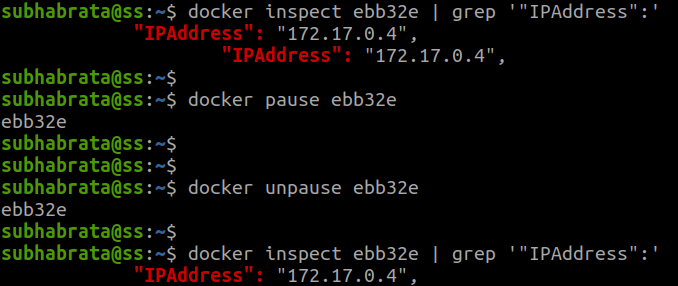 subhabrata@ss:~$ docker inspect ebb32e | grep '"IPAddress":'
"IPAddress": "172.17.0.4",
"IPAddress": "172.17.0.4",
subhabrata@ss:~$
subhabrata@ss:~$ docker pause ebb32e
ebb32e
subhabrata@ss:~$
subhabrata@ss:~$
subhabrata@ss:~$ docker unpause ebb32e
ebb32e
subhabrata@ss:~$
subhabrata@ss:~$ docker inspect ebb32e | grep '"IPAddress":'
"IPAddress": "172.17.0.4",